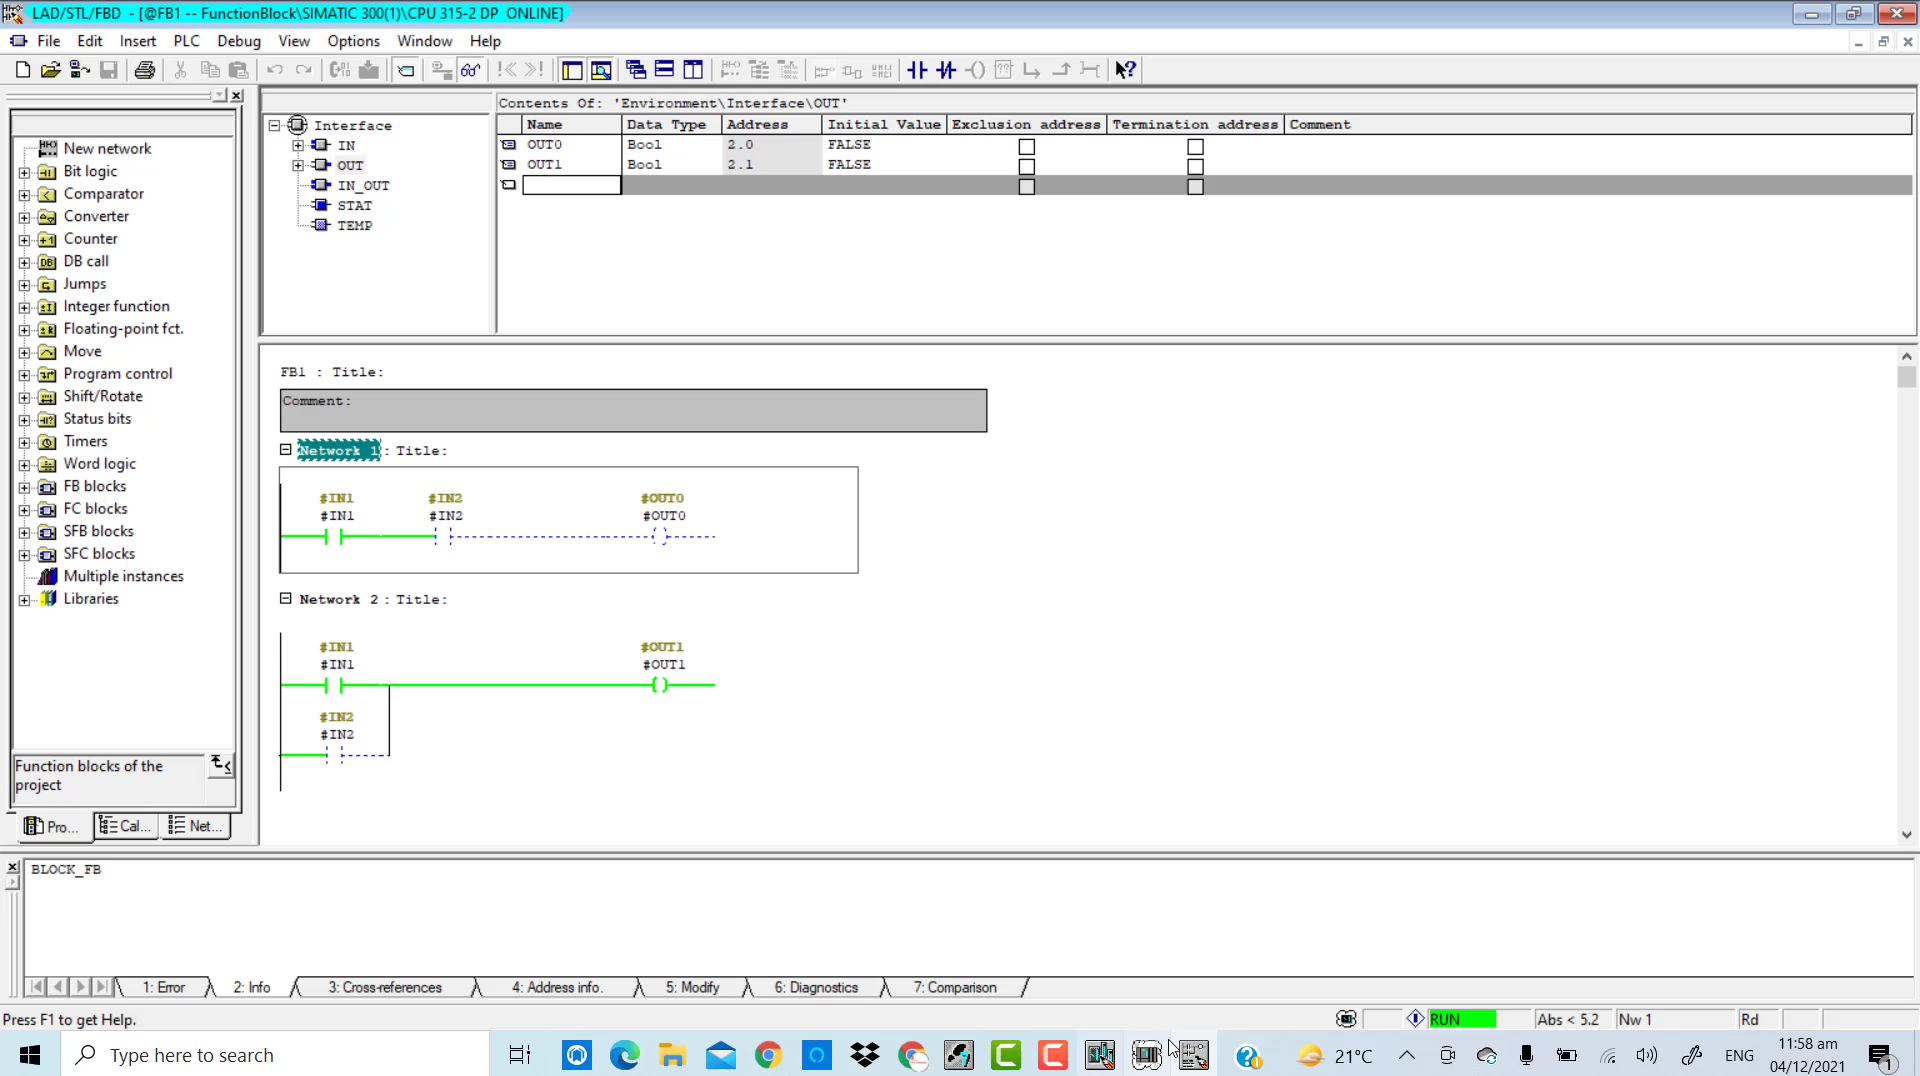 LAD/STL/FBD - [@FB1 -- FunctionBlock\SIMATIC 300(1)\CPU 315-2 DP ONLINE]
File Edit Insert PLC Debug View Options Window Help
New network
Bit logic
Comparator
Converter
Counter
DB call
Jumps
Integer function
Floating-point fct.
Move
Program control
Shift/Rotate
Status bits
Timers
Word logic
FB blocks
FC blocks
SFB blocks
SFC blocks
Multiple instances
Libraries
Function blocks of the
project
Pro... Cal... Net...
Interface
IN
OUT
IN_OUT
STAT
TEMP
Contents Of: 'Environment\Interface\OUT'
Name Data Type Address Initial Value Exclusion address Termination address Comment
OUT0 Bool 2.0 FALSE
OUT1 Bool 2.1 FALSE
FB1 : Title:
Comment:
Network 1: Title:
#IN1 #IN2 #OUT0
#IN1 #IN2 #OUT0
Network 2: Title:
#IN1 #OUT1
#IN1 #OUT1
#IN2
#IN2
BLOCK_FB
1: Error 2: Info 3: Cross-references 4: Address info. 5: Modify 6: Diagnostics 7: Comparison
Press F1 to get Help. RUN Abs < 5.2 Nw 1 Rd
Type here to search 21°C ENG 11:58 am
04/12/2021
1